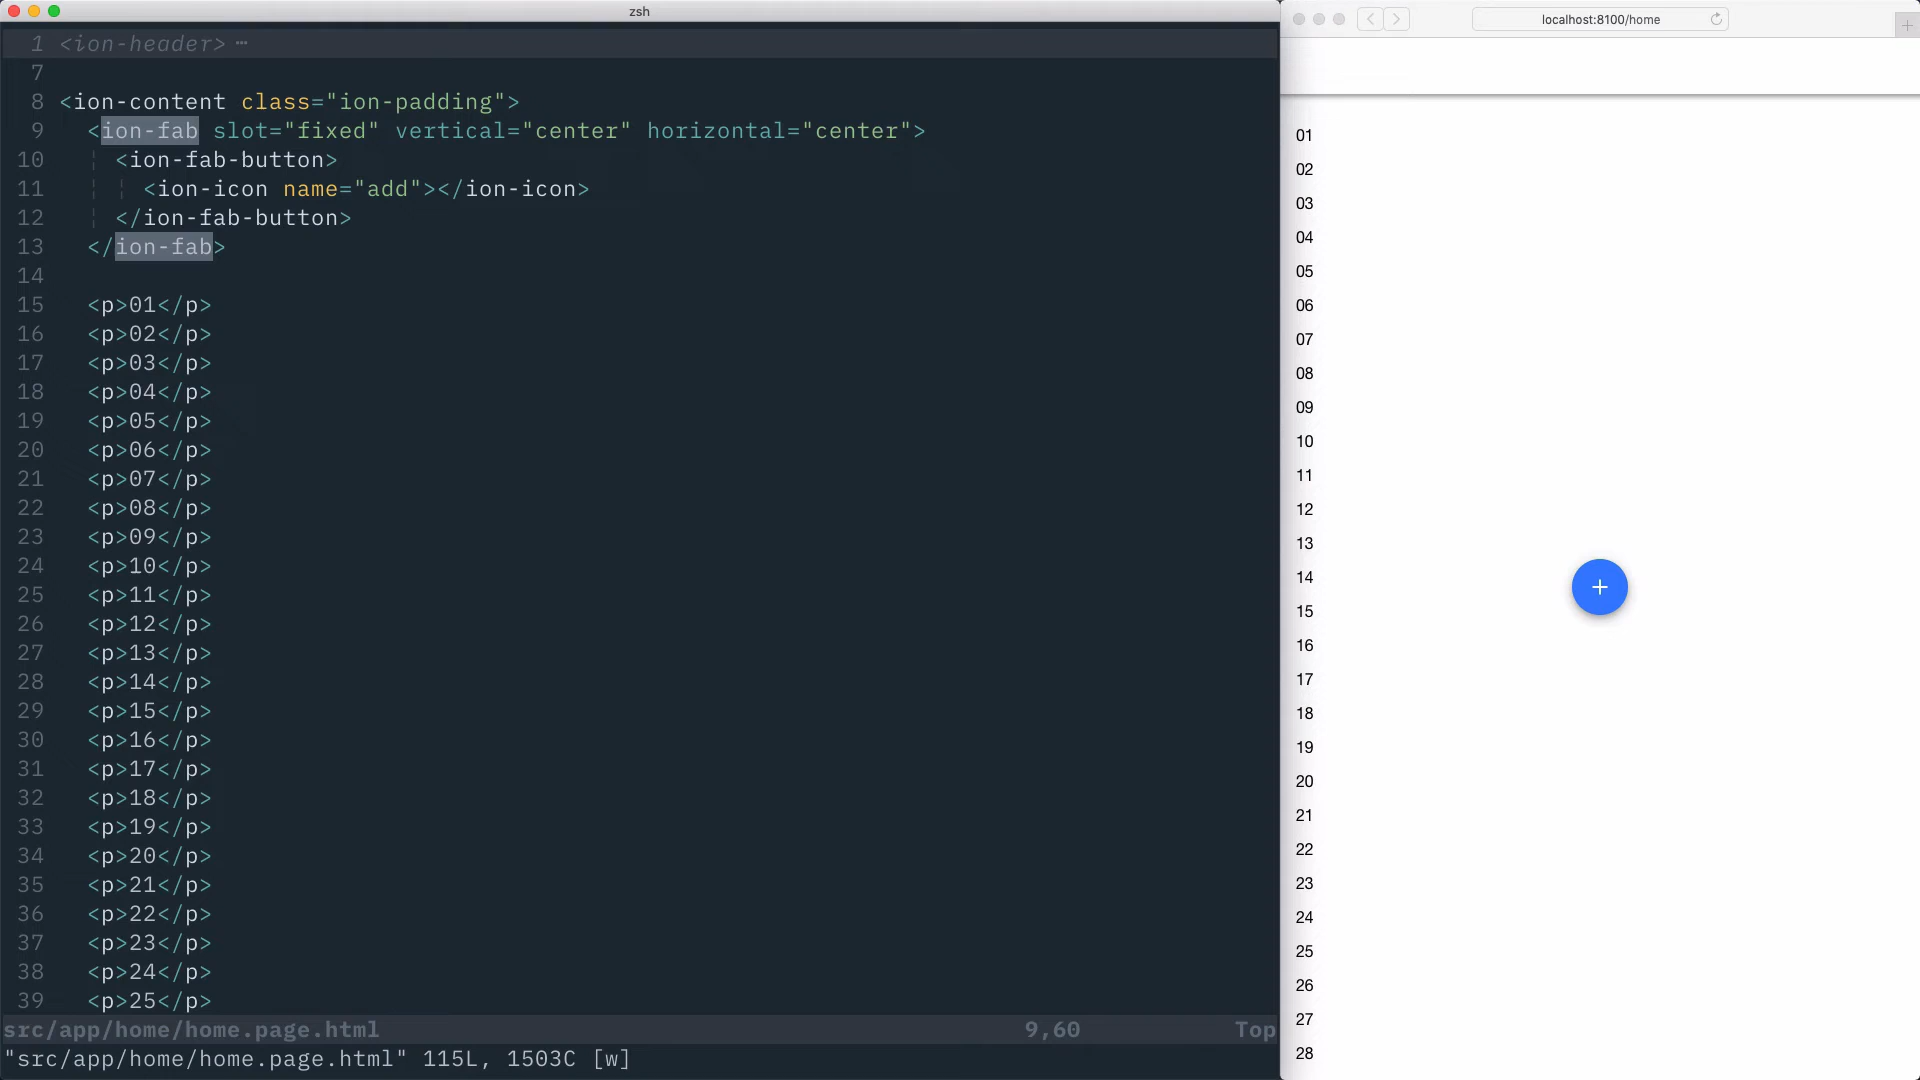 zsh
1 <ion-header> ⋯
7
8 <ion-content class="ion-padding">
9 <ion-fab slot="fixed" vertical="center" horizontal="center">
10 <ion-fab-button>
11 <ion-icon name="add"></ion-icon>
12 </ion-fab-button>
13 </ion-fab>
14
15 <p>01</p>
16 <p>02</p>
17 <p>03</p>
18 <p>04</p>
19 <p>05</p>
20 <p>06</p>
21 <p>07</p>
22 <p>08</p>
23 <p>09</p>
24 <p>10</p>
25 <p>11</p>
26 <p>12</p>
27 <p>13</p>
28 <p>14</p>
29 <p>15</p>
30 <p>16</p>
31 <p>17</p>
32 <p>18</p>
33 <p>19</p>
34 <p>20</p>
35 <p>21</p>
36 <p>22</p>
37 <p>23</p>
38 <p>24</p>
39 <p>25</p>
src/app/home/home.page.html 9,60 Top
"src/app/home/home.page.html" 115L, 1503C [w]
localhost:8100/home
01
02
03
04
05
06
07
08
09
10
11
12
13
14
15
16
17
18
19
20
21
22
23
24
25
26
27
28